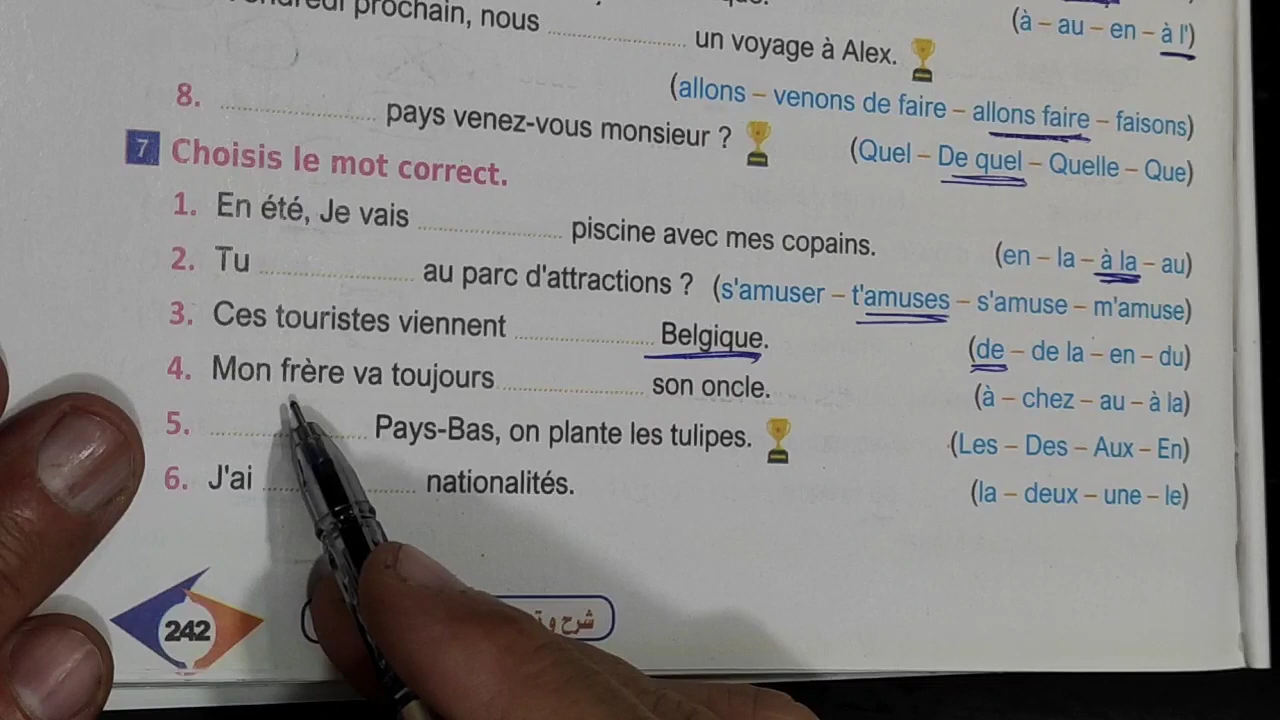 prochain, nous ............ un voyage à Alex.
(à – au – en – à l')
(allons – venons de faire – allons faire – faisons)
8. ............ pays venez-vous monsieur ?
(Quel – De quel – Quelle – Que)
7 Choisis le mot correct.
1. En été, Je vais ............ piscine avec mes copains. (en – la – à la – au)
2. Tu ............ au parc d'attractions ? (s'amuser – t'amuses – s'amuse – m'amuse)
3. Ces touristes viennent ............ Belgique. (de – de la – en – du)
4. Mon frère va toujours ............ son oncle. (à – chez – au – à la)
5. ............ Pays-Bas, on plante les tulipes. (Les – Des – Aux – En)
6. J'ai ............ nationalités. (la – deux – une – le)
242
شرح و